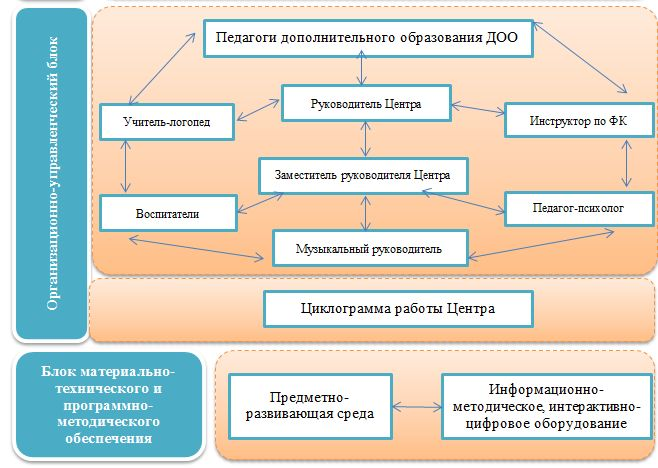 Организационно-управленческий блок
Педагоги дополнительного образования ДОО
Руководитель Центра
Учитель-логопед
Инструктор по ФК
Заместитель руководителя Центра
Воспитатели
Педагог-психолог
Музыкальный руководитель
Циклограмма работы Центра
Блок материально-
технического и
программно-
методического
обеспечения
Предметно-
развивающая среда
Информационно-
методическое, интерактивно-
цифровое оборудование